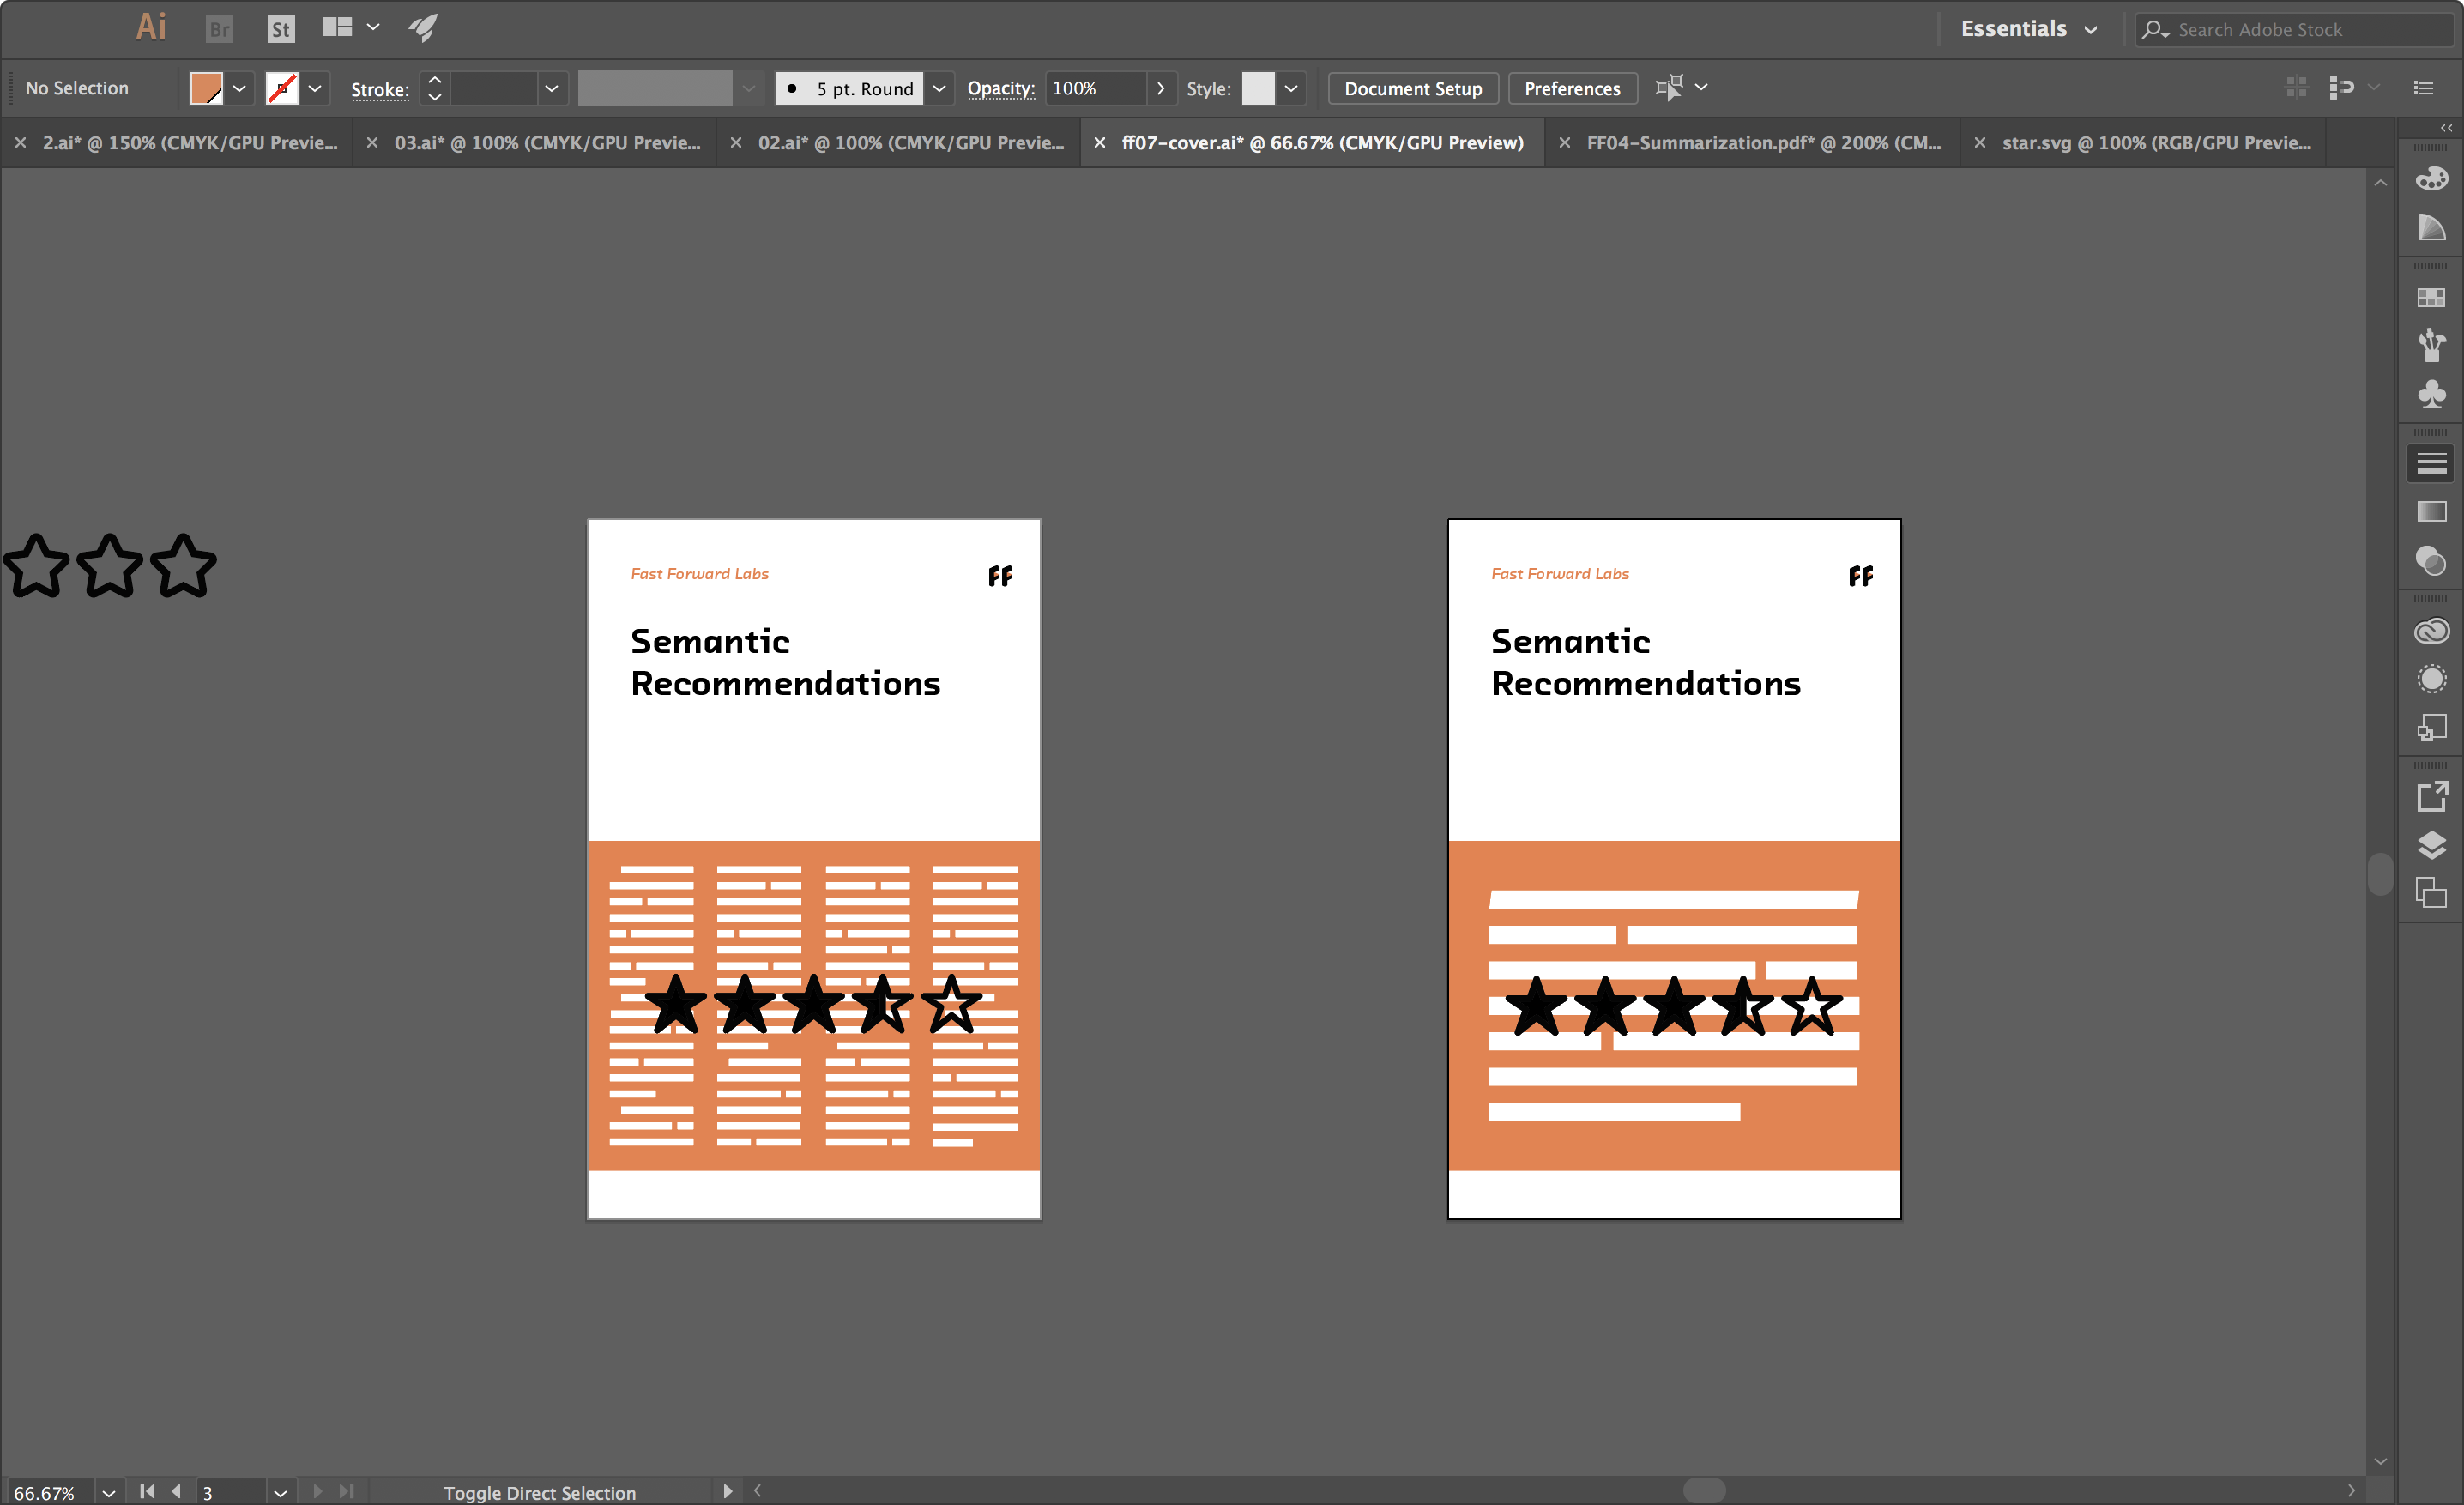 Ai Br St Essentials Search Adobe Stock
No Selection Stroke: 5 pt. Round Opacity: 100% Style: Document Setup Preferences
2.ai* @ 150% (CMYK/GPU Previe... 03.ai* @ 100% (CMYK/GPU Previe... 02.ai* @ 100% (CMYK/GPU Previe... ff07-cover.ai* @ 66.67% (CMYK/GPU Preview) FF04-Summarization.pdf* @ 200% (CM... star.svg @ 100% (RGB/GPU Previe...
Fast Forward Labs FF
Semantic
Recommendations
Fast Forward Labs FF
Semantic
Recommendations
66.67% 3 Toggle Direct Selection